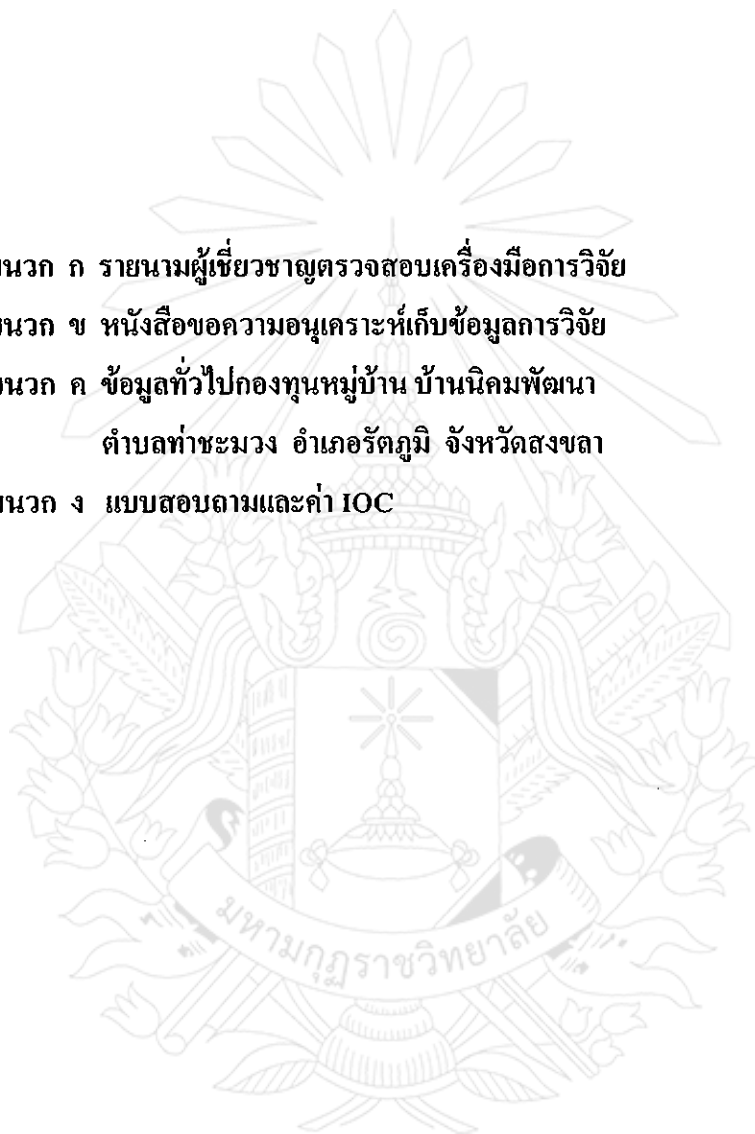 นวก ก รายนามผู้เชี่ยวชาญตรวจสอบเครื่องมือการวิจัย
นวก ข หนังสือขอความอนุเคราะห์เก็บข้อมูลการวิจัย
นวก ค ข้อมูลทั่วไปกองทุนหมู่บ้าน บ้านนิคมพัฒนา
ตำบลท่าชะมวง อำเภอรัตภูมิ จังหวัดสงขลา
นวก ง แบบสอบถามและค่า IOC
มหามกุฏราชวิทยาลัย